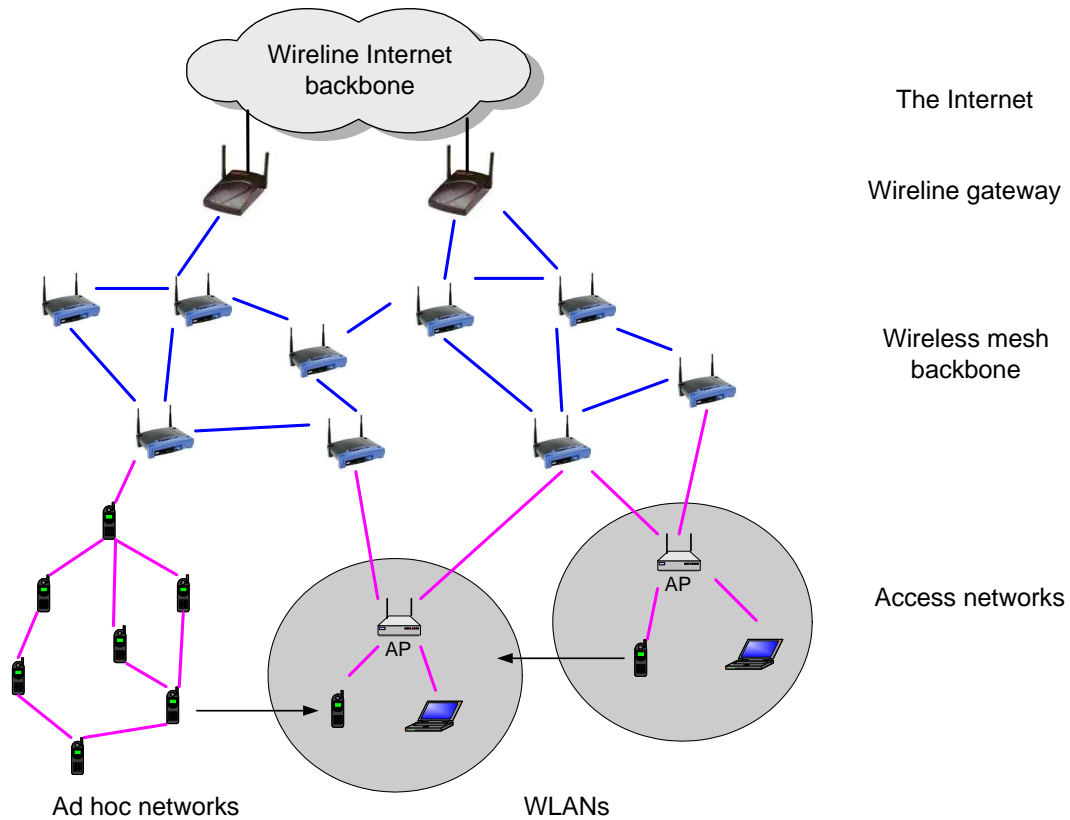 Wireline Internet
backbone
The Internet
Wireline gateway
Wireless mesh
backbone
AP
Access networks
AP
Ad hoc networks
WLANs